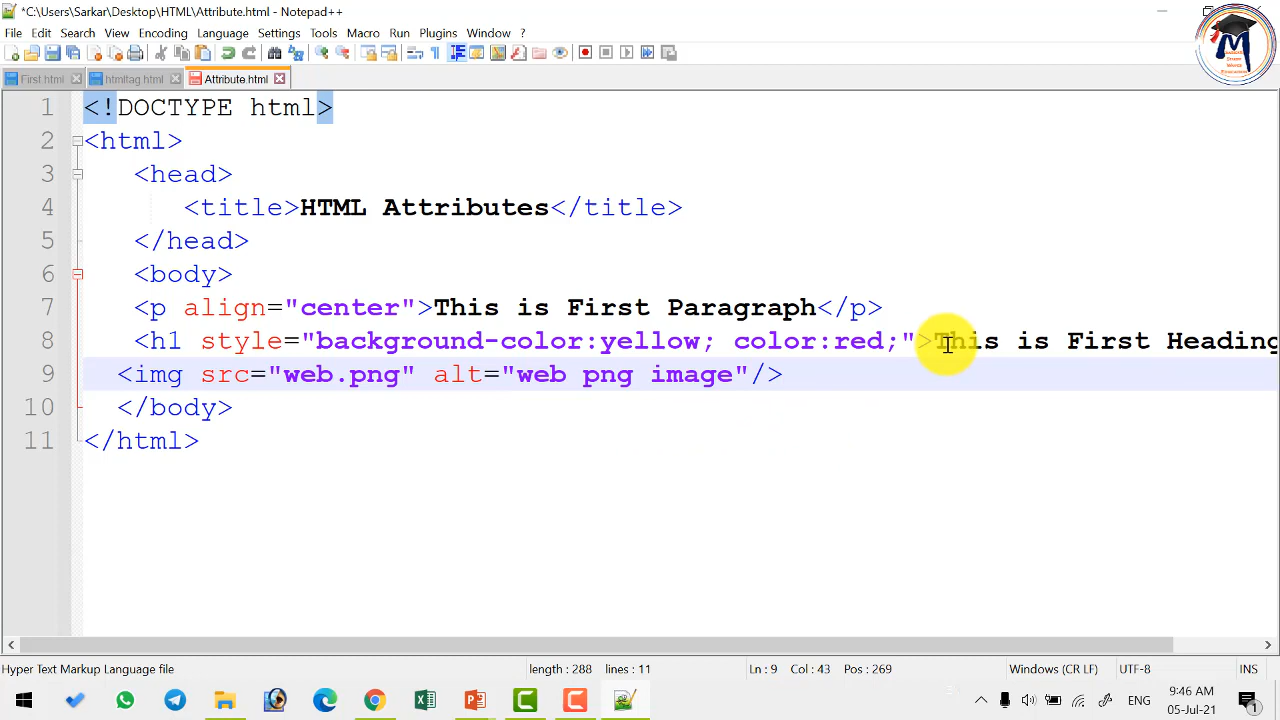 *C:\Users\Sarkar\Desktop\HTML\Attribute.html - Notepad++
File Edit Search View Encoding Language Settings Tools Macro Run Plugins Window ?
First.html htmltag.html Attribute.html
1 <!DOCTYPE html>
2 <html>
3 <head>
4 <title>HTML Attributes</title>
5 </head>
6 <body>
7 <p align="center">This is First Paragraph</p>
8 <h1 style="background-color:yellow; color:red;">This is First Heading
9 <img src="web.png" alt="web png image"/>
10 </body>
11 </html>
Hyper Text Markup Language file length : 288 lines : 11 Ln : 9 Col : 43 Pos : 269 Windows (CR LF) UTF-8 INS
ENG 9:46 AM
05-Jul-21